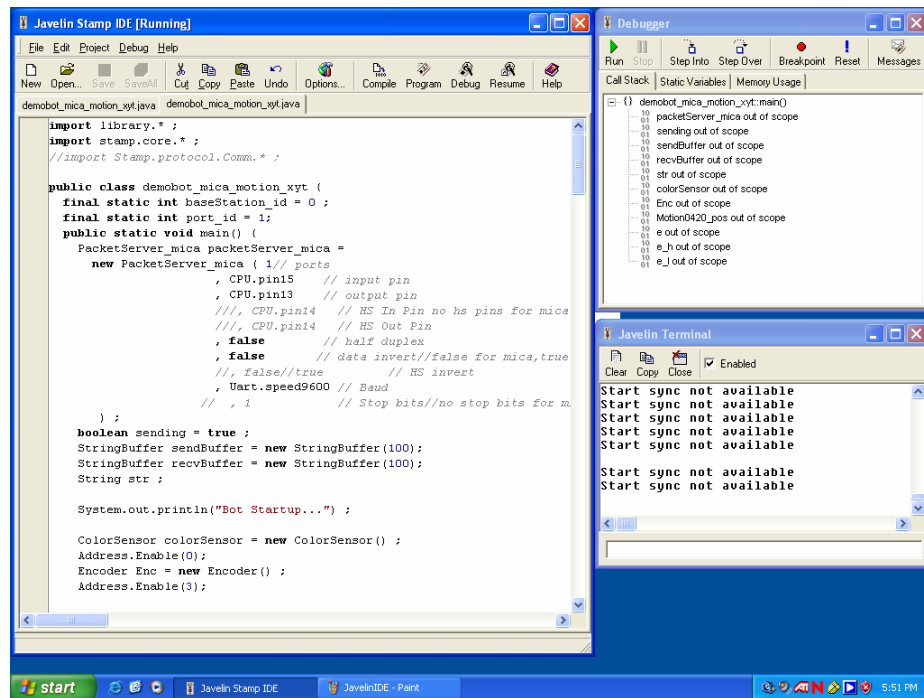 Javelin Stamp IDE [Running]
File Edit Project Debug Help
New Open... Save SaveAll Cut Copy Paste Undo Options... Compile Program Debug Resume Help
demobot_mica_motion_xyt.java demobot_mica_motion_xyt.java
import library.* ;
import stamp.core.* ;
//import Stamp.protocol.Comm.* ;
public class demobot_mica_motion_xyt {
final static int baseStation_id = 0 ;
final static int port_id = 1;
public static void main() {
PacketServer_mica packetServer_mica =
new PacketServer_mica ( 1// ports
, CPU.pin15 // input pin
, CPU.pin13 // output pin
///, CPU.pin14 // HS In Pin no hs pins for mica
///, CPU.pin14 // HS Out Pin
, false // half duplex
, false // data invert//false for mica,true
//, false//true // HS invert
, Uart.speed9600 // Baud
// , 1 // Stop bits//no stop bits for m
) ;
boolean sending = true ;
StringBuffer sendBuffer = new StringBuffer(100);
StringBuffer recvBuffer = new StringBuffer(100);
String str ;
System.out.println("Bot Startup...") ;
ColorSensor colorSensor = new ColorSensor() ;
Address.Enable(0);
Encoder Enc = new Encoder() ;
Address.Enable(3);
Debugger
Run Stop Step Into Step Over Breakpoint Reset Messages
Call Stack Static Variables Memory Usage
{} demobot_mica_motion_xyt::main()
packetServer_mica out of scope
sending out of scope
sendBuffer out of scope
recvBuffer out of scope
str out of scope
colorSensor out of scope
Enc out of scope
Motion0420_pos out of scope
e out of scope
e_h out of scope
e_l out of scope
Javelin Terminal
Clear Copy Close Enabled
Start sync not available
Start sync not available
Start sync not available
Start sync not available
Start sync not available
Start sync not available
Start sync not available
start Javelin Stamp IDE JavelinIDE - Paint 5:51 PM